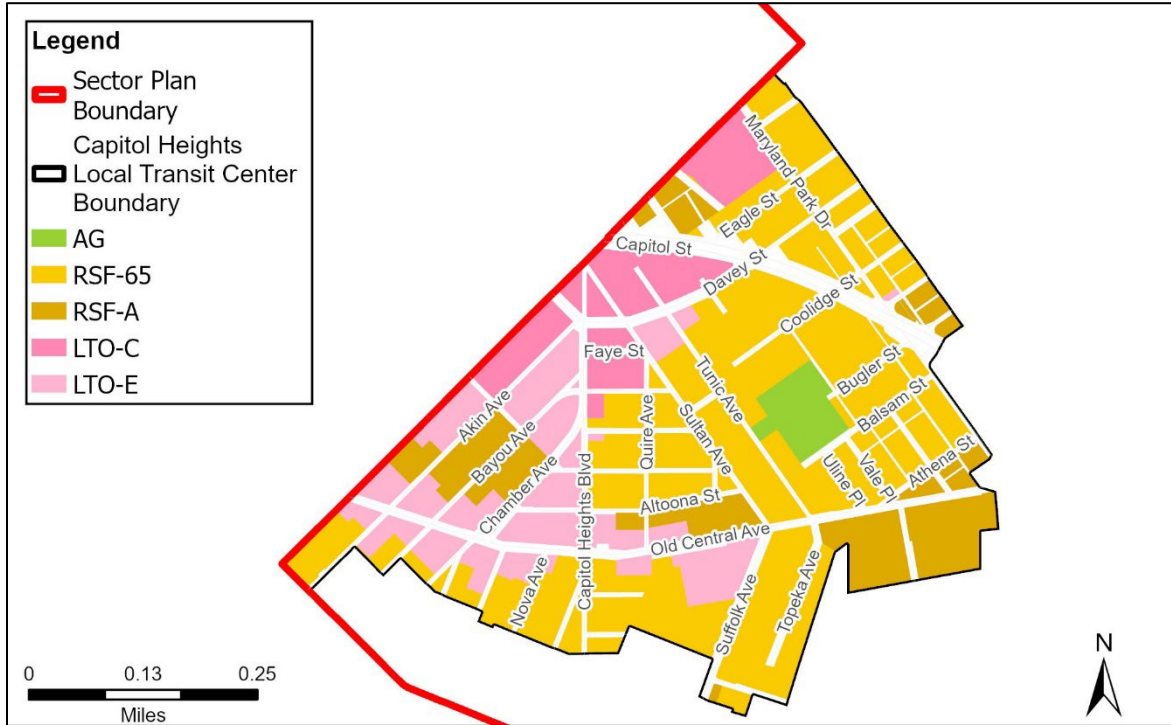 Legend
Sector Plan
Boundary
Capitol Heights
Local Transit Center
Boundary
AG
RSF-65
RSF-A
LTO-C
LTO-E
Maryland Park Dr
Eagle St
Capitol St
Davey St
Coolidge St
Faye St
Tunic Ave
Bugler St
Balsam St
Akin Ave
Bayou Ave
Quire Ave
Sultan Ave
Uline Pl
Vale Pl
Athena St
Chamber Ave
Capitol Heights Blvd
Altoona St
Old Central Ave
Nova Ave
Suffolk Ave
Topeka Ave
0 0.13 0.25
Miles
N